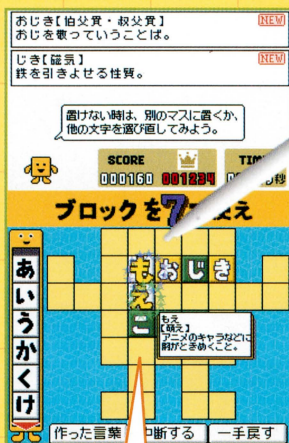 おじき【伯父貴・叔父貴】 NEW
おじを敬っていうことば。
じき【磁気】 NEW
鉄を引きよせる性質。
置けない時は、別のマスに置くか、
他の文字を選び直してみよう。
SCORE TIM
000160 001234 秒
ブロックを7 使え
あ
い
う
か
く
け
もおじき
え
こ
もえ
【萌え】
アニメのキャラなどに
胸がときめくこと。
作った言葉 中断する 一手戻す